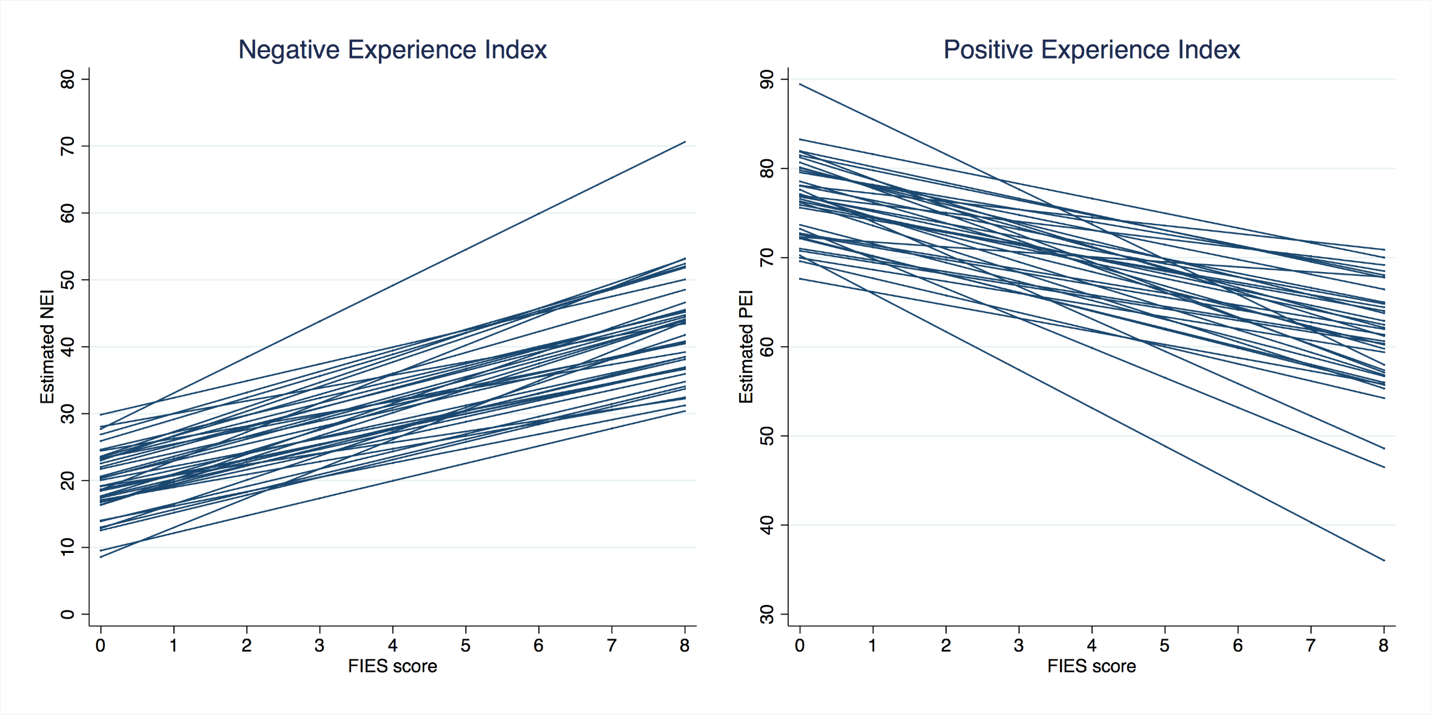 Negative Experience Index
80
70
60
50
40
30
20
10
0
Estimated NEI
0 1 2 3 4 5 6 7 8
FIES score
Positive Experience Index
90
80
70
60
50
40
30
Estimated PEI
0 1 2 3 4 5 6 7 8
FIES score